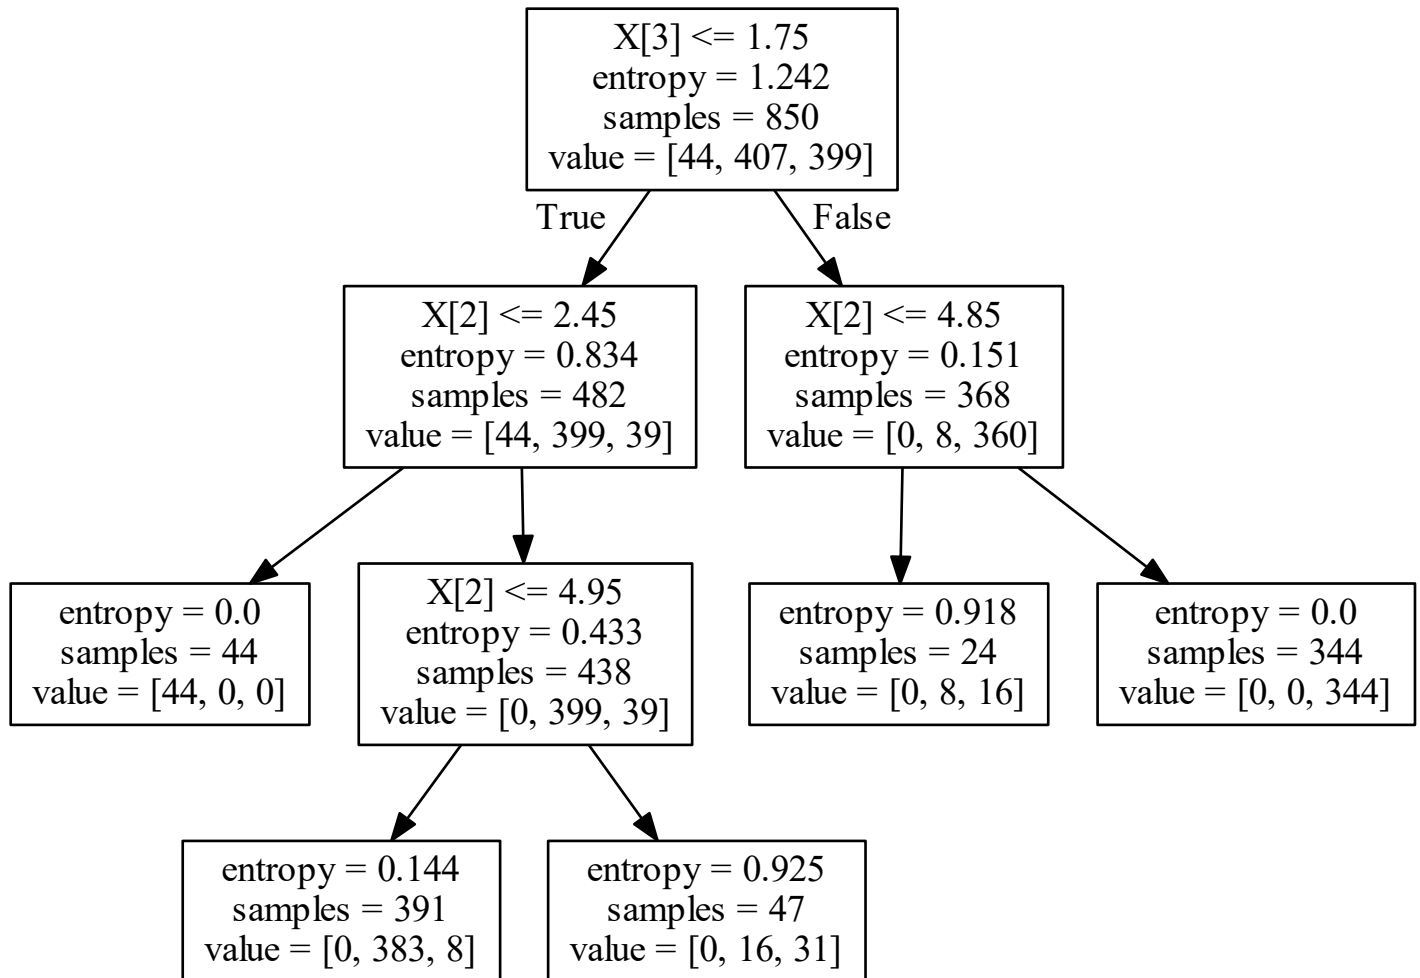 X[3] <= 1.75
entropy = 1.242
samples = 850
value = [44, 407, 399]
True
False
X[2] <= 2.45
entropy = 0.834
samples = 482
value = [44, 399, 39]
X[2] <= 4.85
entropy = 0.151
samples = 368
value = [0, 8, 360]
entropy = 0.0
samples = 44
value = [44, 0, 0]
X[2] <= 4.95
entropy = 0.433
samples = 438
value = [0, 399, 39]
entropy = 0.918
samples = 24
value = [0, 8, 16]
entropy = 0.0
samples = 344
value = [0, 0, 344]
entropy = 0.144
samples = 391
value = [0, 383, 8]
entropy = 0.925
samples = 47
value = [0, 16, 31]